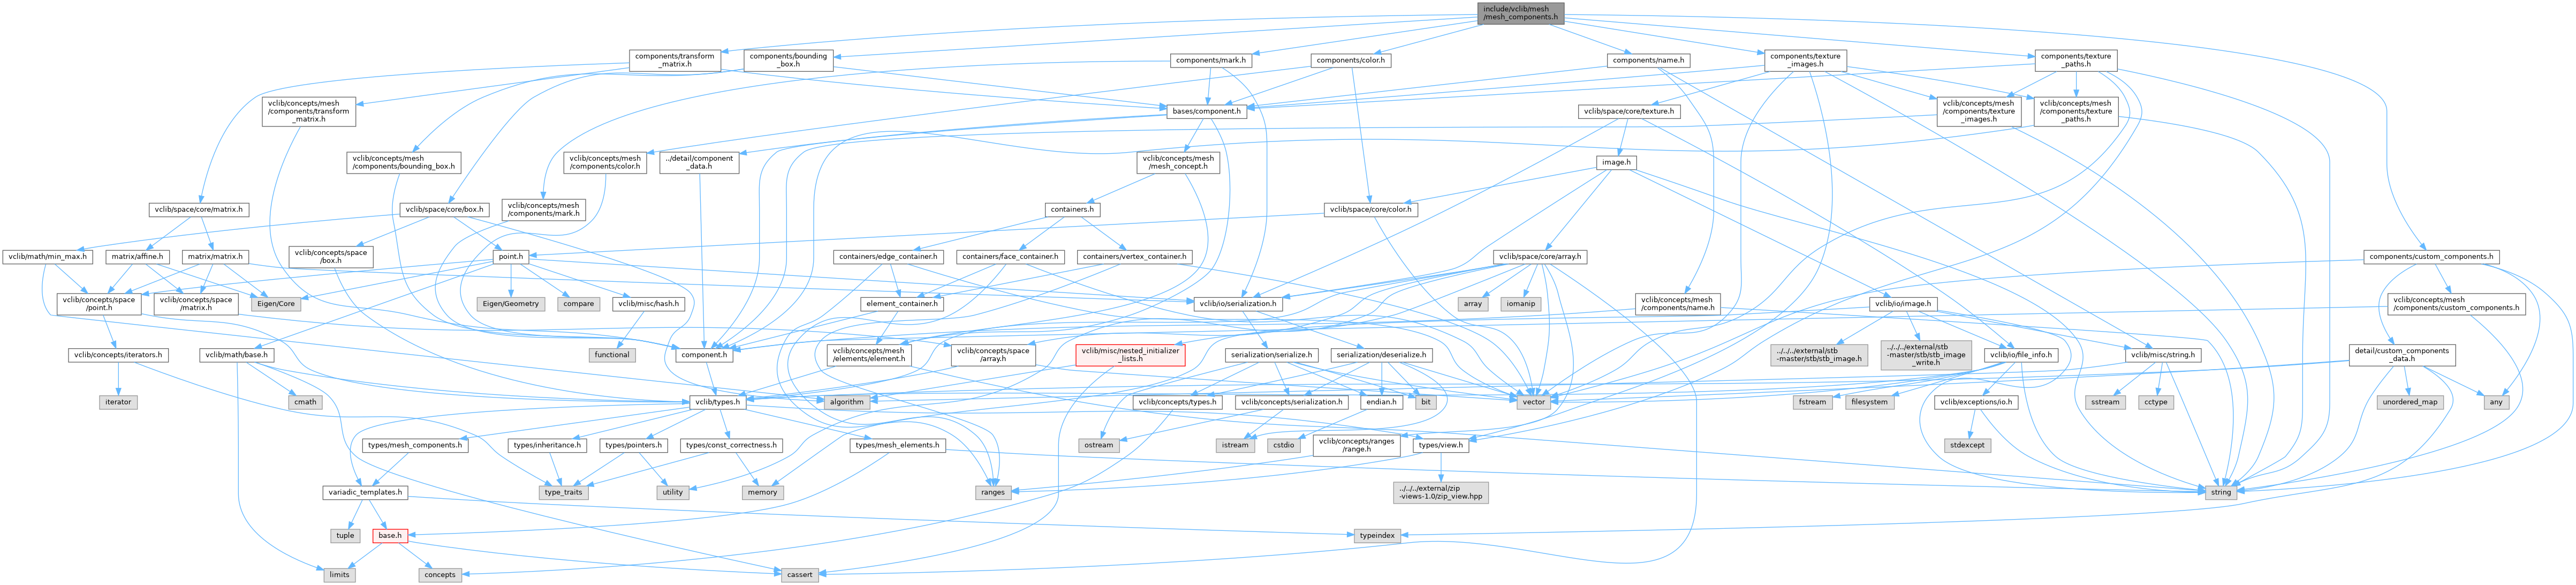 include/vclib/mesh
/mesh_components.h
components/transform
_matrix.h
components/bounding
_box.h
components/mark.h
components/color.h
components/name.h
components/texture
_images.h
components/texture
_paths.h
vclib/concepts/mesh
/components/transform
_matrix.h
bases/component.h
vclib/space/core/texture.h
vclib/concepts/mesh
/components/texture
_images.h
vclib/concepts/mesh
/components/texture
_paths.h
vclib/concepts/mesh
/components/bounding_box.h
vclib/concepts/mesh
/components/color.h
../detail/component
_data.h
vclib/concepts/mesh
/mesh_concept.h
image.h
vclib/space/core/matrix.h
vclib/space/core/box.h
vclib/concepts/mesh
/components/mark.h
containers.h
vclib/space/core/color.h
vclib/math/min_max.h
matrix/affine.h
matrix/matrix.h
vclib/concepts/space
/box.h
point.h
containers/edge_container.h
containers/face_container.h
containers/vertex_container.h
vclib/space/core/array.h
components/custom_components.h
vclib/concepts/space
/point.h
vclib/concepts/space
/matrix.h
Eigen/Core
Eigen/Geometry
compare
vclib/misc/hash.h
element_container.h
vclib/io/serialization.h
array
iomanip
vclib/concepts/mesh
/components/name.h
vclib/io/image.h
vclib/concepts/mesh
/components/custom_components.h
vclib/concepts/iterators.h
vclib/math/base.h
functional
component.h
vclib/concepts/mesh
/elements/element.h
vclib/concepts/space
/array.h
vclib/misc/nested_initializer
_lists.h
serialization/serialize.h
serialization/deserialize.h
../../../external/stb
-master/stb/stb_image.h
../../../external/stb
-master/stb/stb_image
_write.h
vclib/io/file_info.h
vclib/misc/string.h
detail/custom_components
_data.h
iterator
cmath
vclib/types.h
algorithm
vclib/concepts/types.h
vclib/concepts/serialization.h
endian.h
bit
vector
fstream
filesystem
vclib/exceptions/io.h
sstream
cctype
unordered_map
any
types/mesh_components.h
types/inheritance.h
types/pointers.h
types/const_correctness.h
types/mesh_elements.h
ostream
istream
cstdio
vclib/concepts/ranges
/range.h
types/view.h
stdexcept
variadic_templates.h
type_traits
utility
memory
ranges
../../../external/zip
-views-1.0/zip_view.hpp
string
tuple
base.h
typeindex
limits
concepts
cassert